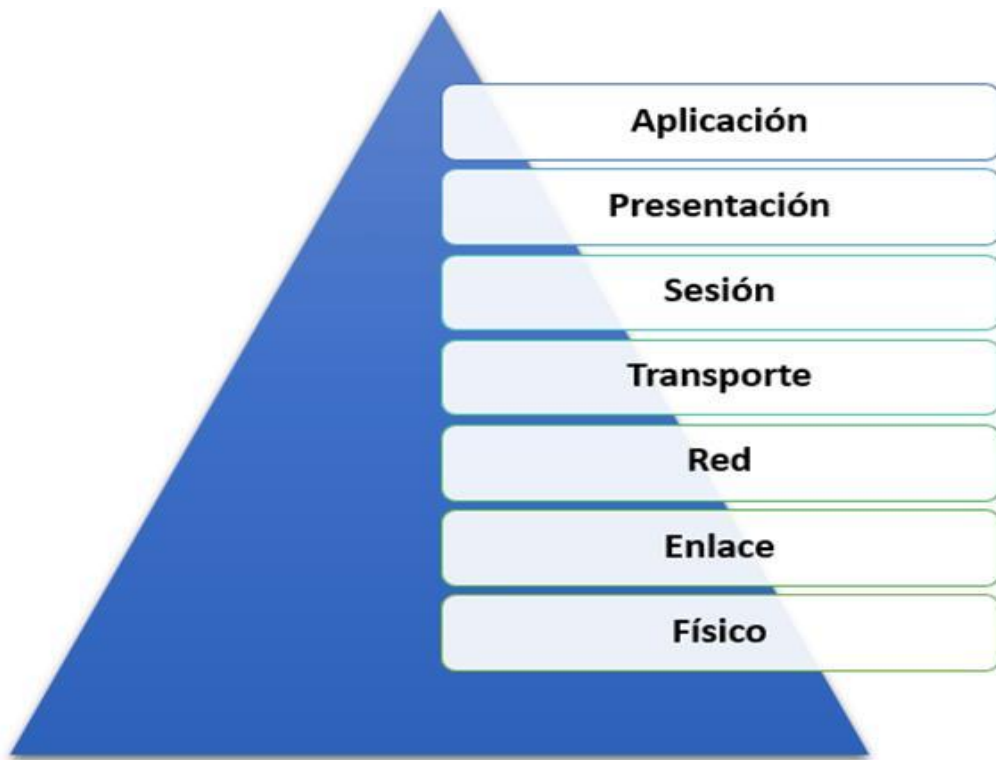 Aplicación
Presentación
Sesión
Transporte
Red
Enlace
Físico